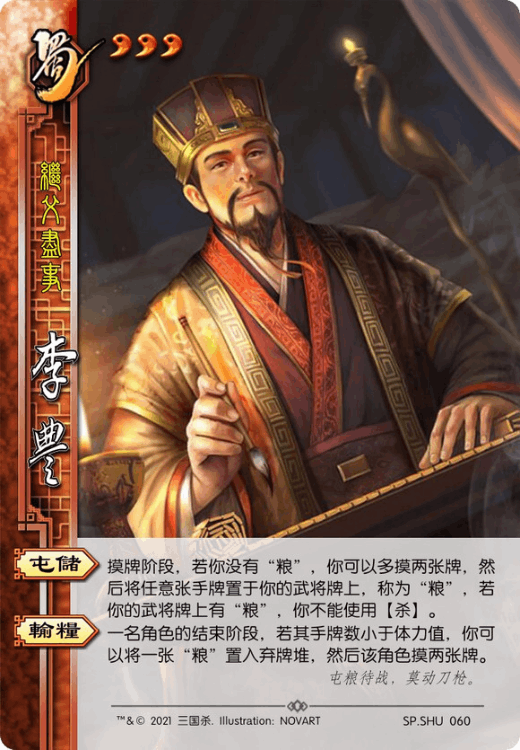 蜀
繼父盡事
李豊
屯儲
摸牌阶段，若你没有“粮”，你可以多摸两张牌，然
后将任意张手牌置于你的武将牌上，称为“粮”，若
你的武将牌上有“粮”，你不能使用【杀】。
輸糧
一名角色的结束阶段，若其手牌数小于体力值，你可
以将一张“粮”置入弃牌堆，然后该角色摸两张牌。
屯粮待战，莫动刀枪。
™&© 2021 三国杀. Illustration: NOVART
SP.SHU 060